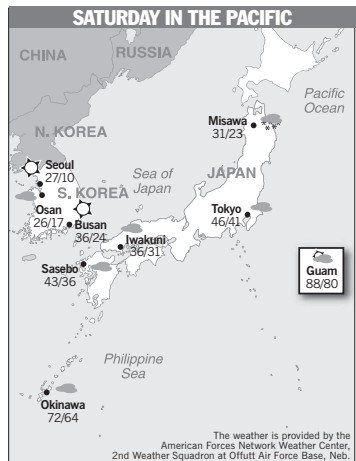 SATURDAY IN THE PACIFIC
CHINA
RUSSIA
Pacific
Ocean
Misawa
31/23
N. KOREA
Seoul
27/10
Sea of
Japan
JAPAN
S. KOREA
Osan
26/17
Busan
36/24
Tokyo
46/41
Iwakuni
36/31
Sasebo
43/36
Guam
88/80
Philippine
Sea
Okinawa
72/64
The weather is provided by the
American Forces Network Weather Center,
2nd Weather Squadron at Offutt Air Force Base, Neb.